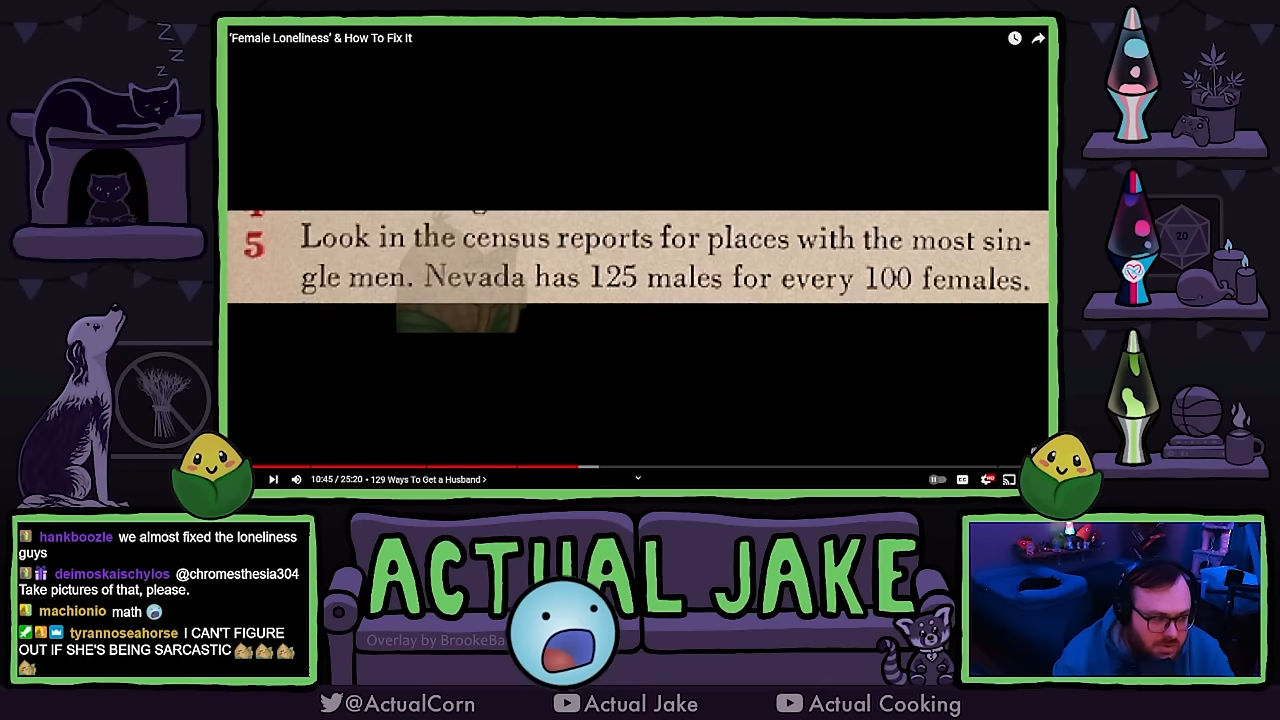 'Female Loneliness' & How To Fix It
5 Look in the census reports for places with the most sin-
gle men. Nevada has 125 males for every 100 females.
10:45 / 25:20 • 129 Ways To Get a Husband >
CC
HD
20
Z
Z
Z
hankboozle we almost fixed the loneliness
guys
deimoskaischylos @chromesthesia304
Take pictures of that, please.
machionio math
tyrannoseahorse I CAN'T FIGURE
OUT IF SHE'S BEING SARCASTIC
ACTUAL JAKE
Overlay by
@ActualCorn
Actual Jake
Actual Cooking